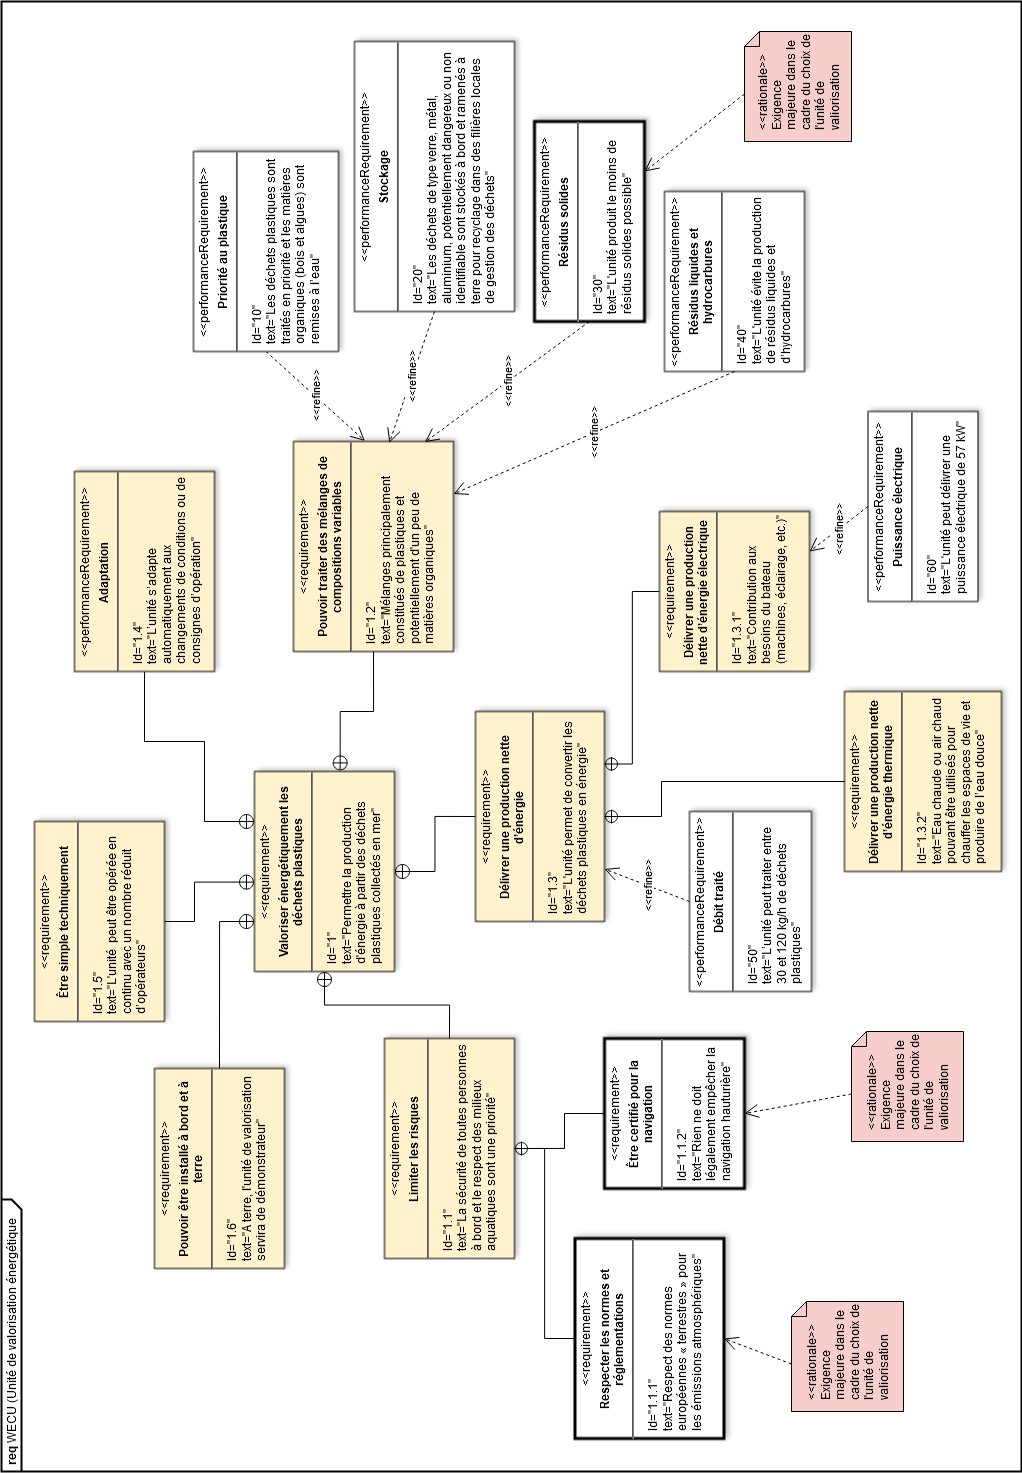 req WECU (Unité de valorisation énergétique)
<<requirement>>
Pouvoir être installé à bord et à
terre
Id="1.6"
text="A terre, l'unité de valorisation
servira de démonstrateur"
<<requirement>>
Être simple techniquement
Id="1.5"
text="L'unité  peut être opérée en
continu avec un nombre réduit
d'opérateurs"
<<performanceRequirement>>
Adaptation
Id="1.4"
text="L'unité s'adapte
automatiquement aux
changements de conditions ou de
consignes d'opération"
<<performanceRequirement>>
Priorité au plastique
Id="10"
text="Les déchets plastiques sont
traités en priorité et les matières
organiques (bois et algues) sont
remises à l'eau"
<<performanceRequirement>>
Stockage
Id="20"
text="Les déchets de type verre, métal,
aluminium, potentiellement dangereux ou non
identifiable sont stockés à bord et ramenés à
terre pour recyclage dans des filières locales
de gestion des déchets"
<<requirement>>
Valoriser énergétiquement les
déchets plastiques
Id="1"
text="Permettre la production
d'énergie à partir des déchets
plastiques collectés en mer"
<<requirement>>
Pouvoir traiter des mélanges de
compositions variables
Id="1.2"
text="Mélanges principalement
constitués de plastiques et
potentiellement d'un peu de
matières organiques"
<<refine>>
<<refine>>
<<refine>>
<<refine>>
<<performanceRequirement>>
Résidus solides
Id="30"
text="L'unité produit le moins de
résidus solides possible"
<<rationale>>
Exigence
majeure dans le
cadre du choix de
l'unité de
valiorisation
<<performanceRequirement>>
Résidus liquides et
hydrocarbures
Id="40"
text="L'unité évite la production
de résidus liquides et
d'hydrocarbures"
<<requirement>>
Limiter les risques
Id="1.1"
text="La sécurité de toutes personnes
à bord et le respect des milieux
aquatiques sont une priorité"
<<requirement>>
Délivrer une production nette
d'énergie
Id="1.3"
text="L'unité permet de convertir les
déchets plastiques en énergie"
<<requirement>>
Délivrer une production
nette d'énergie électrique
Id="1.3.1"
text="Contribution aux
besoins du bateau
(machines, éclairage, etc.)"
<<refine>>
<<performanceRequirement>>
Puissance électrique
Id="60"
text="L'unité peut délivrer une
puissance électrique de 57 kW"
<<requirement>>
Respecter les normes et
réglementations
Id="1.1.1"
text="Respect des normes
européennes « terrestres » pour
les émissions atmosphériques"
<<requirement>>
Être certifié pour la
navigation
Id="1.1.2"
text="Rien ne doit
légalement empêcher la
navigation hauturière"
<<refine>>
<<performanceRequirement>>
Débit traité
Id="50"
text="L'unité peut traiter entre
30 et 120 kg/h de déchets
plastiques"
<<requirement>>
Délivrer une production nette
d'énergie thermique
Id="1.3.2"
text="Eau chaude ou air chaud
pouvant être utilisés pour
chauffer les espaces de vie et
produire de l'eau douce"
<<rationale>>
Exigence
majeure dans le
cadre du choix de
l'unité de
valiorisation
<<rationale>>
Exigence
majeure dans le
cadre du choix de
l'unité de
valiorisation